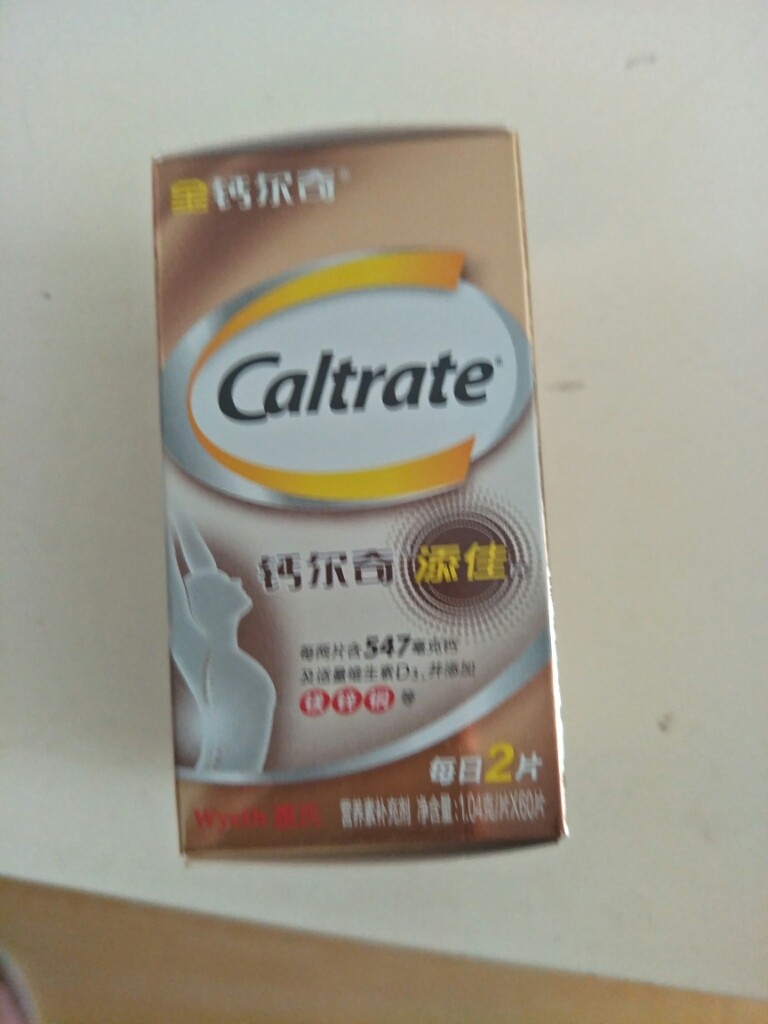 金钙尔奇®
Caltrate®
钙尔奇 添佳
每两片含547毫克钙
及适量维生素D₃,并添加
镁锌铜 等
每日2片
Wyeth 惠氏 营养素补充剂 净含量:1.04克/片X60片